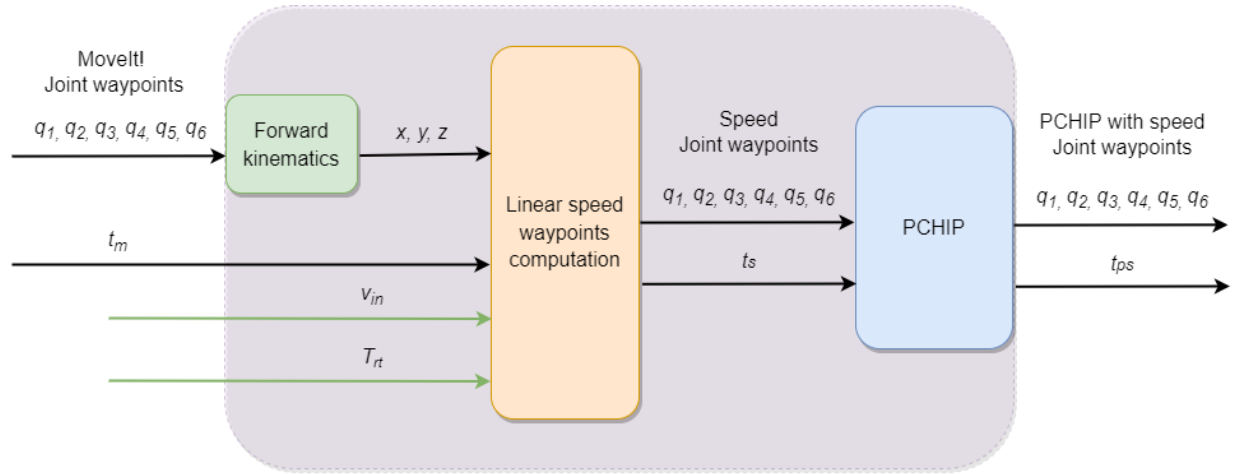 MoveIt!
Joint waypoints
q1, q2, q3, q4, q5, q6
Forward
kinematics
x, y, z
tm
vin
Trt
Linear speed
waypoints
computation
Speed
Joint waypoints
q1, q2, q3, q4, q5, q6
ts
PCHIP
PCHIP with speed
Joint waypoints
q1, q2, q3, q4, q5, q6
tps